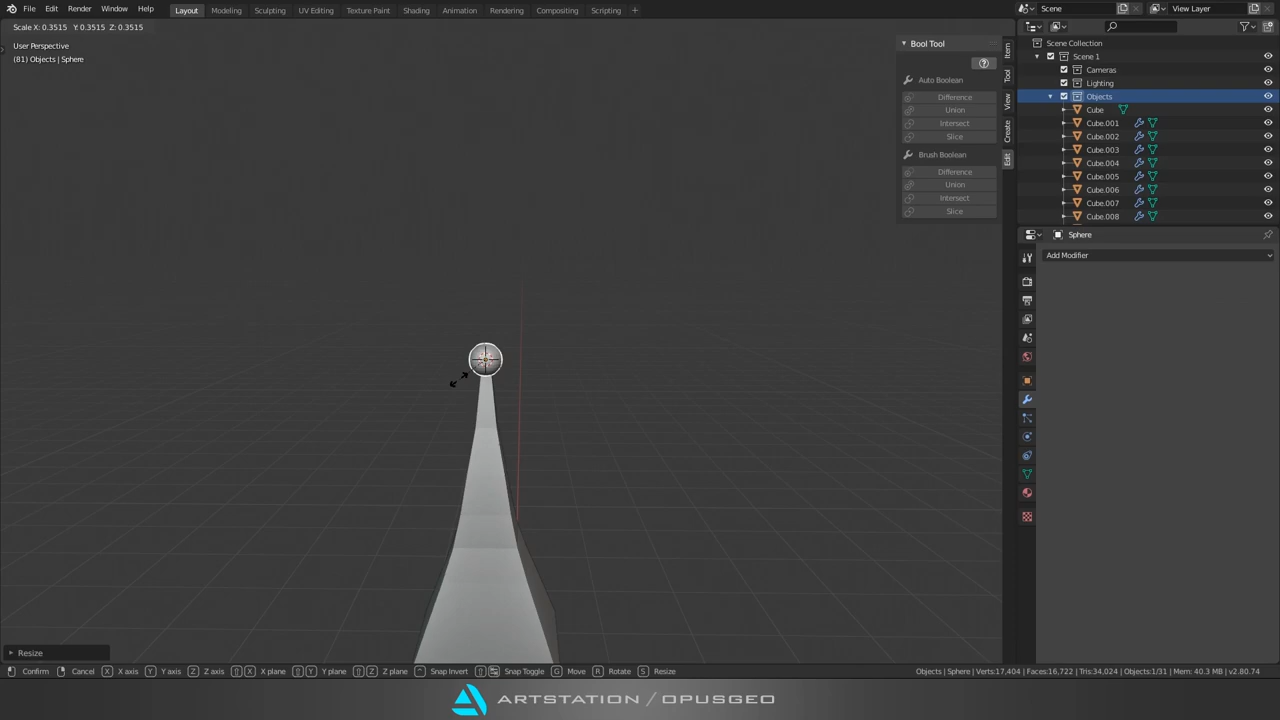 File Edit Render Window Help Layout Modeling Sculpting UV Editing Texture Paint Shading Animation Rendering Compositing Scripting + Scene View Layer
Scale X: 0.3515 Y: 0.3515 Z: 0.3515
User Perspective
(81) Objects | Sphere
Bool Tool
Auto Boolean
Difference
Union
Intersect
Slice
Brush Boolean
Difference
Union
Intersect
Slice
Item
Tool
View
Create
Edit
Scene Collection
Scene 1
Cameras
Lighting
Objects
Cube
Cube.001
Cube.002
Cube.003
Cube.004
Cube.005
Cube.006
Cube.007
Cube.008
Sphere
Add Modifier
Resize
Confirm Cancel X X axis Y Y axis Z Z axis X X plane Y Y plane Z Z plane Snap Invert Snap Toggle G Move R Rotate S Resize
Objects | Sphere | Verts:17,404 | Faces:16,722 | Tris:34,024 | Objects:1/31 | Mem: 40.3 MB | v2.80.74
ARTSTATION / OPUSGEO